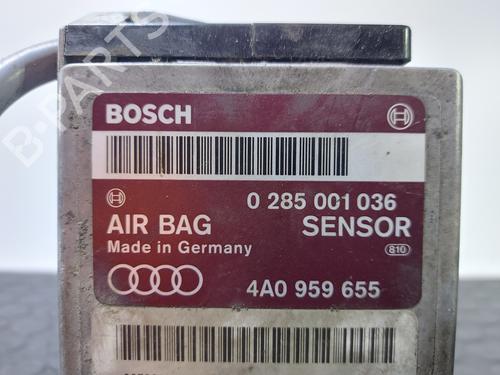 B-PARTS
BOSCH
0 285 001 036
AIR BAG SENSOR
Made in Germany 810
4A0 959 655